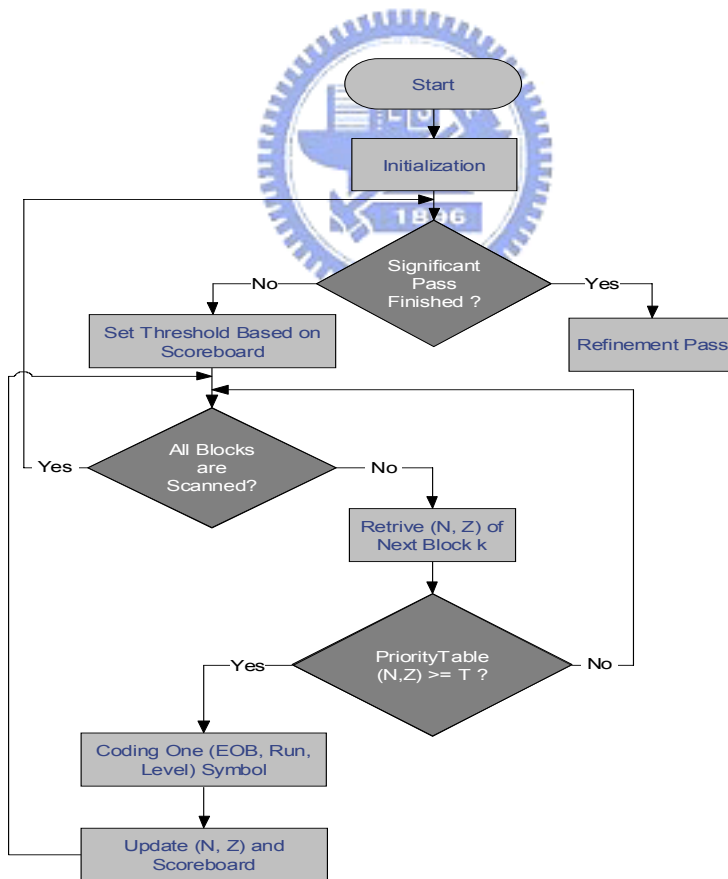 Start
Initialization
1896
Significant
Pass
Finished ?
No
Yes
Set Threshold Based on
Scoreboard
Refinement Pass
All Blocks
are
Scanned?
Yes
No
Retrive (N, Z) of
Next Block k
PriorityTable
(N,Z) >= T ?
Yes
No
Coding One (EOB, Run,
Level) Symbol
Update (N, Z) and
Scoreboard